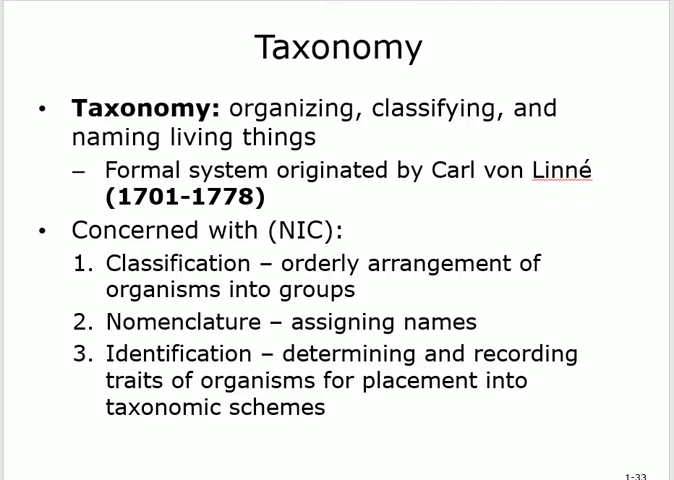 Taxonomy
• Taxonomy: organizing, classifying, and
naming living things
– Formal system originated by Carl von Linné
(1701-1778)
• Concerned with (NIC):
1. Classification – orderly arrangement of
organisms into groups
2. Nomenclature – assigning names
3. Identification – determining and recording
traits of organisms for placement into
taxonomic schemes
1-33